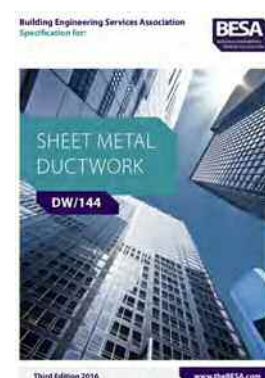 Building Engineering Services Association
Specification for:
BESA
SHEET METAL
DUCTWORK
DW/144
Third Edition 2016
www.theBESA.com